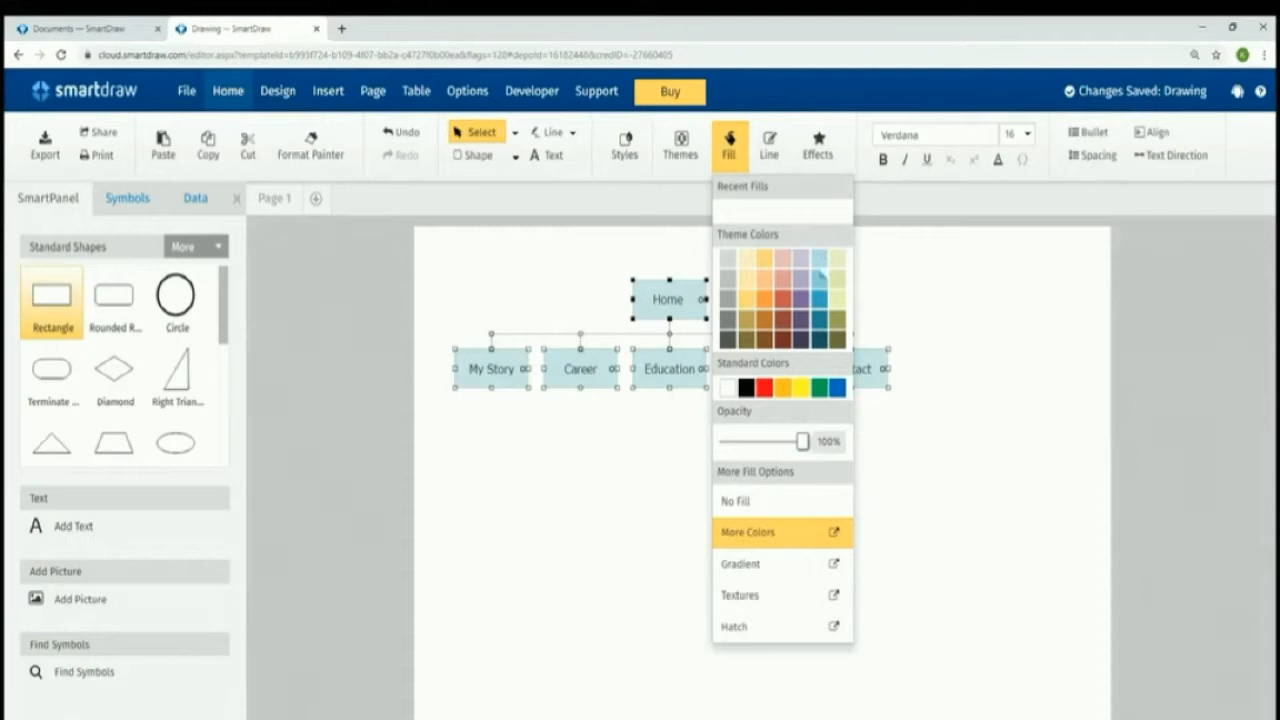 Documents — SmartDraw
Drawing — SmartDraw
smartdraw
File Home Design Insert Page Table Options Developer Support Buy
Changes Saved: Drawing
Export
Share
Print
Paste
Copy
Cut
Format Painter
Undo
Redo
Select
Line
Shape
A Text
Styles
Themes
Fill
Line
Effects
Verdana
16
B I U A
Bullet
Align
Spacing
Text Direction
SmartPanel Symbols Data
Page 1
Standard Shapes
More
Rectangle
Rounded R...
Circle
Terminate ...
Diamond
Right Trian...
Text
A Add Text
Add Picture
Add Picture
Find Symbols
Find Symbols
Home
My Story
Career
Education
tact
Recent Fills
Theme Colors
Standard Colors
Opacity
100%
More Fill Options
No Fill
More Colors
Gradient
Textures
Hatch